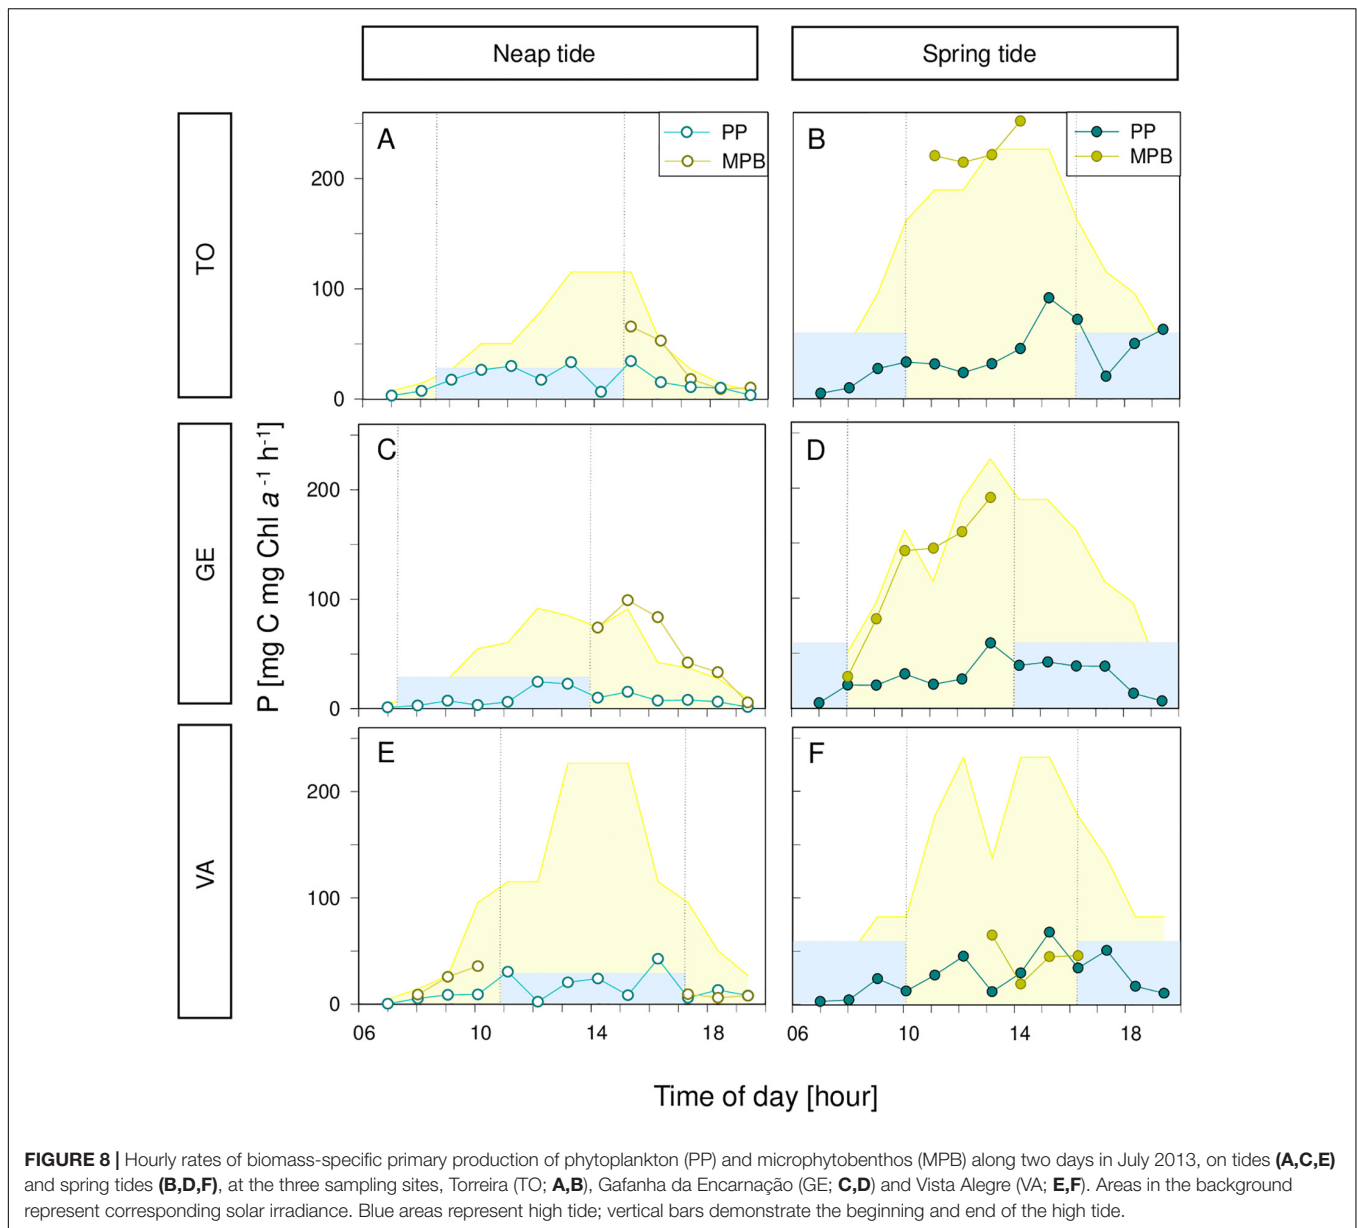 Neap tide
Spring tide
TO
A
PP
MPB
200
100
0
B
PP
MPB
GE
P [mg C mg Chl a⁻¹ h⁻¹]
C
200
100
0
D
VA
E
200
100
0
F
06 10 14 18
06 10 14 18
Time of day [hour]
FIGURE 8 | Hourly rates of biomass-specific primary production of phytoplankton (PP) and microphytobenthos (MPB) along two days in July 2013, on tides (A,C,E)
and spring tides (B,D,F), at the three sampling sites, Torreira (TO; A,B), Gafanha da Encarnação (GE; C,D) and Vista Alegre (VA; E,F). Areas in the background
represent corresponding solar irradiance. Blue areas represent high tide; vertical bars demonstrate the beginning and end of the high tide.